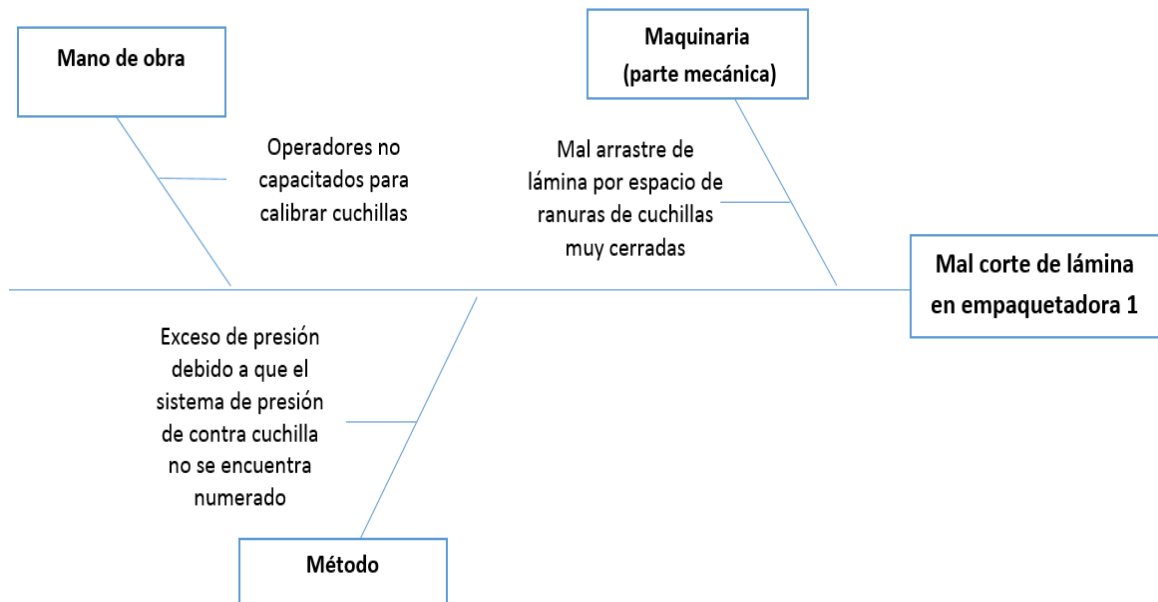 Mano de obra
Maquinaria
(parte mecánica)
Operadores no
capacitados para
calibrar cuchillas
Mal arrastre de
lámina por espacio de
ranuras de cuchillas
muy cerradas
Mal corte de lámina
en empaquetadora 1
Exceso de presión
debido a que el
sistema de presión
de contra cuchilla
no se encuentra
numerado
Método